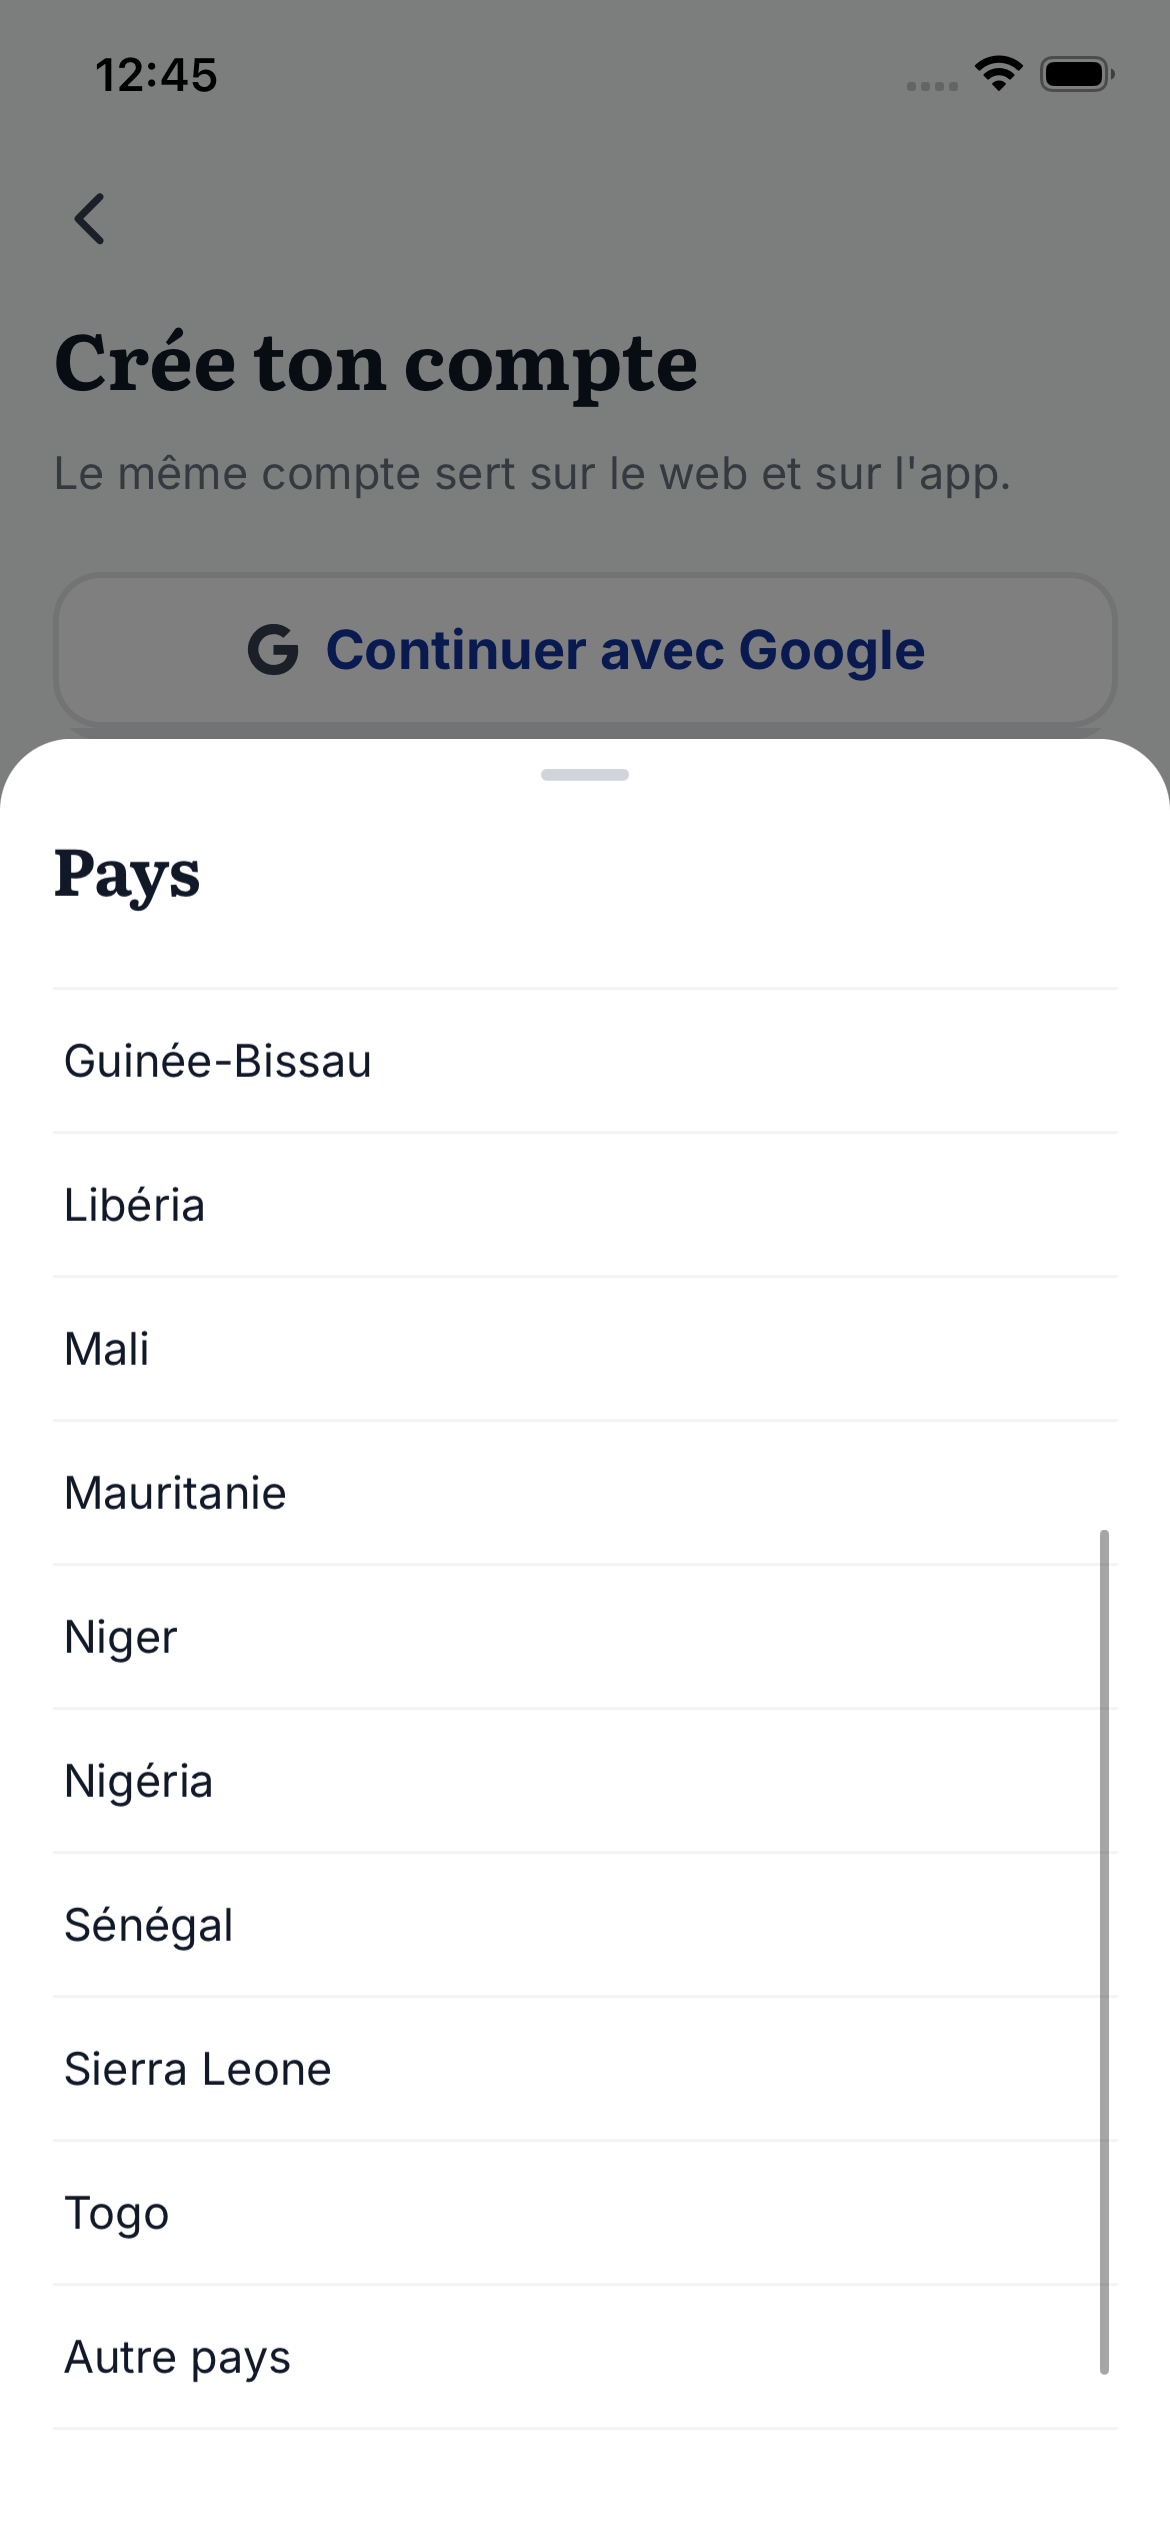 12:45
Crée ton compte
Le même compte sert sur le web et sur l'app.
Continuer avec Google
Pays
Guinée-Bissau
Libéria
Mali
Mauritanie
Niger
Nigéria
Sénégal
Sierra Leone
Togo
Autre pays